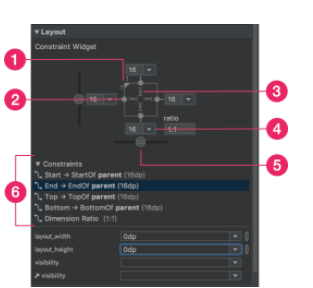 Layout
Constraint Widget
1
16
2
16
16
3
ratio
16
1:1
4
5
6
Constraints
Start → StartOf parent (16dp)
End → EndOf parent (16dp)
Top → TopOf parent (16dp)
Bottom → BottomOf parent (16dp)
Dimension Ratio (1:1)
layout_width 0dp
layout_height 0dp
visibility
visibility